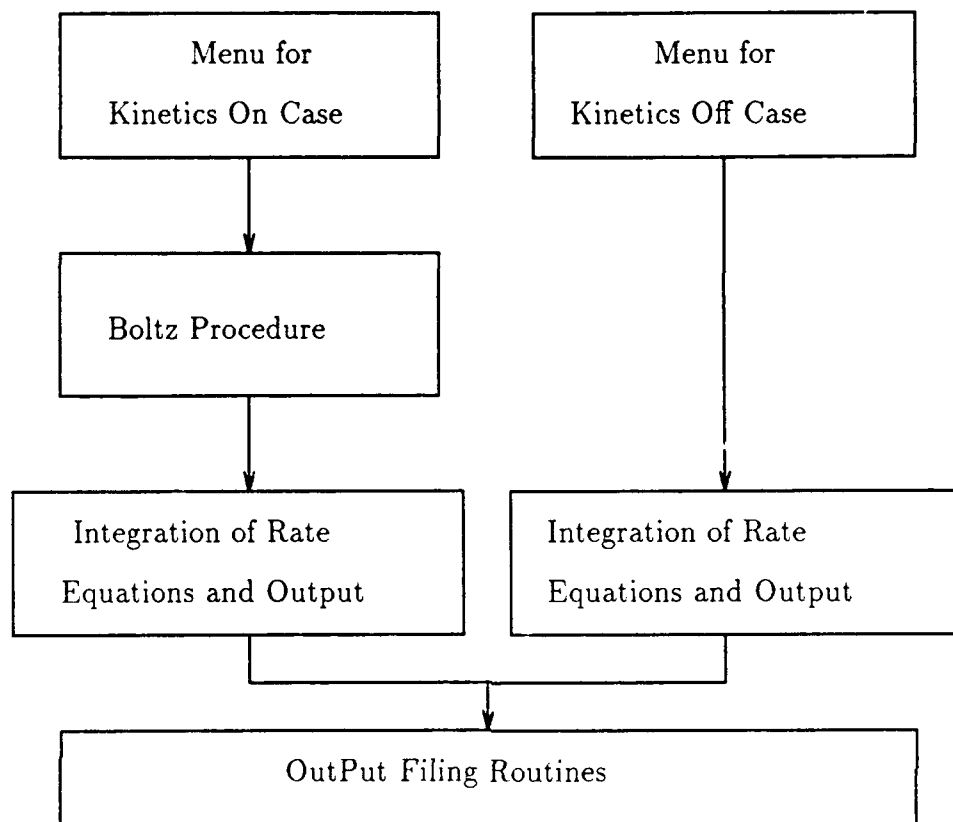 Menu for
Kinetics On Case
Menu for
Kinetics Off Case
Boltz Procedure
Integration of Rate
Equations and Output
Integration of Rate
Equations and Output
OutPut Filing Routines